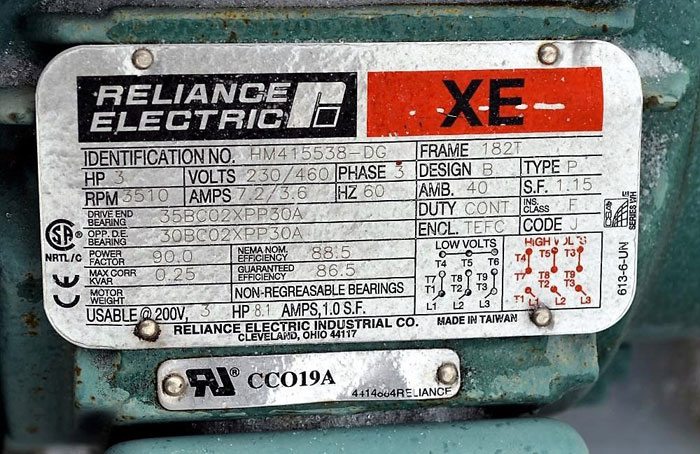 RELIANCE
ELECTRIC
XE
IDENTIFICATION NO. HM415538-DG FRAME 182T
HP 3 VOLTS 230/460 PHASE 3 DESIGN B TYPE P
RPM 3510 AMPS 7.2/3.6 HZ 60 AMB. 40 S.F. 1.15
DRIVE END BEARING 35BC02XPP30A DUTY CONT INS. CLASS F
OPP. D.E. BEARING 30BC02XPP30A ENCL. TEFC CODE J
POWER FACTOR 90.0 NEMA NOM. EFFICIENCY 88.5
MAX CORR KVAR 0.25 GUARANTEED EFFICIENCY 86.5
MOTOR WEIGHT NON-REGREASABLE BEARINGS
USABLE @ 200V, 3 HP 8.1 AMPS, 1.0 S.F.
RELIANCE ELECTRIC INDUSTRIAL CO. MADE IN TAIWAN
CLEVELAND, OHIO 44117
NRTL/C
CE
LOW VOLTS
T4 T5 T6
T7 T8 T9
T1 T2 T3
L1 L2 L3
HIGH VOLTS
T4 T5 T6
T7 T8 T9
T1 T2 T3
L1 L2 L3
613-6-UN
CCO19A
4414864RELIANCE